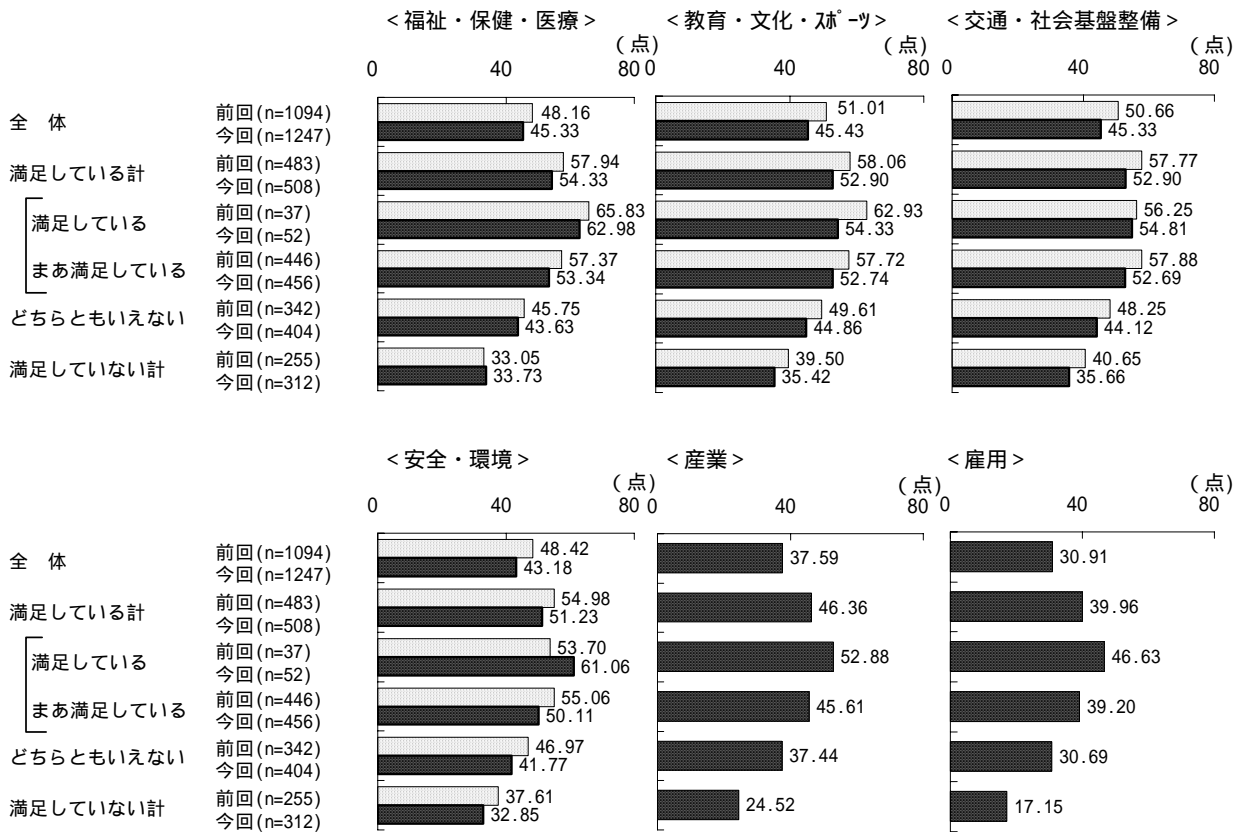 <福祉・保健・医療> <教育・文化・ｽﾎﾟｰﾂ> <交通・社会基盤整備>
(点) (点) (点)
0 40 80 0 40 80 0 40 80
全 体 前回(n=1094) 48.16 51.01 50.66
今回(n=1247) 45.33 45.43 45.33
満足している計 前回(n=483) 57.94 58.06 57.77
今回(n=508) 54.33 52.90 52.90
満足している 前回(n=37) 65.83 62.93 56.25
今回(n=52) 62.98 54.33 54.81
まあ満足している 前回(n=446) 57.37 57.72 57.88
今回(n=456) 53.34 52.74 52.69
どちらともいえない 前回(n=342) 45.75 49.61 48.25
今回(n=404) 43.63 44.86 44.12
満足していない計 前回(n=255) 33.05 39.50 40.65
今回(n=312) 33.73 35.42 35.66
<安全・環境> <産業> <雇用>
(点) (点) (点)
0 40 80 0 40 80 0 40 80
全 体 前回(n=1094) 48.42 37.59 30.91
今回(n=1247) 43.18
満足している計 前回(n=483) 54.98 46.36 39.96
今回(n=508) 51.23
満足している 前回(n=37) 53.70 52.88 46.63
今回(n=52) 61.06
まあ満足している 前回(n=446) 55.06 45.61 39.20
今回(n=456) 50.11
どちらともいえない 前回(n=342) 46.97 37.44 30.69
今回(n=404) 41.77
満足していない計 前回(n=255) 37.61 24.52 17.15
今回(n=312) 32.85